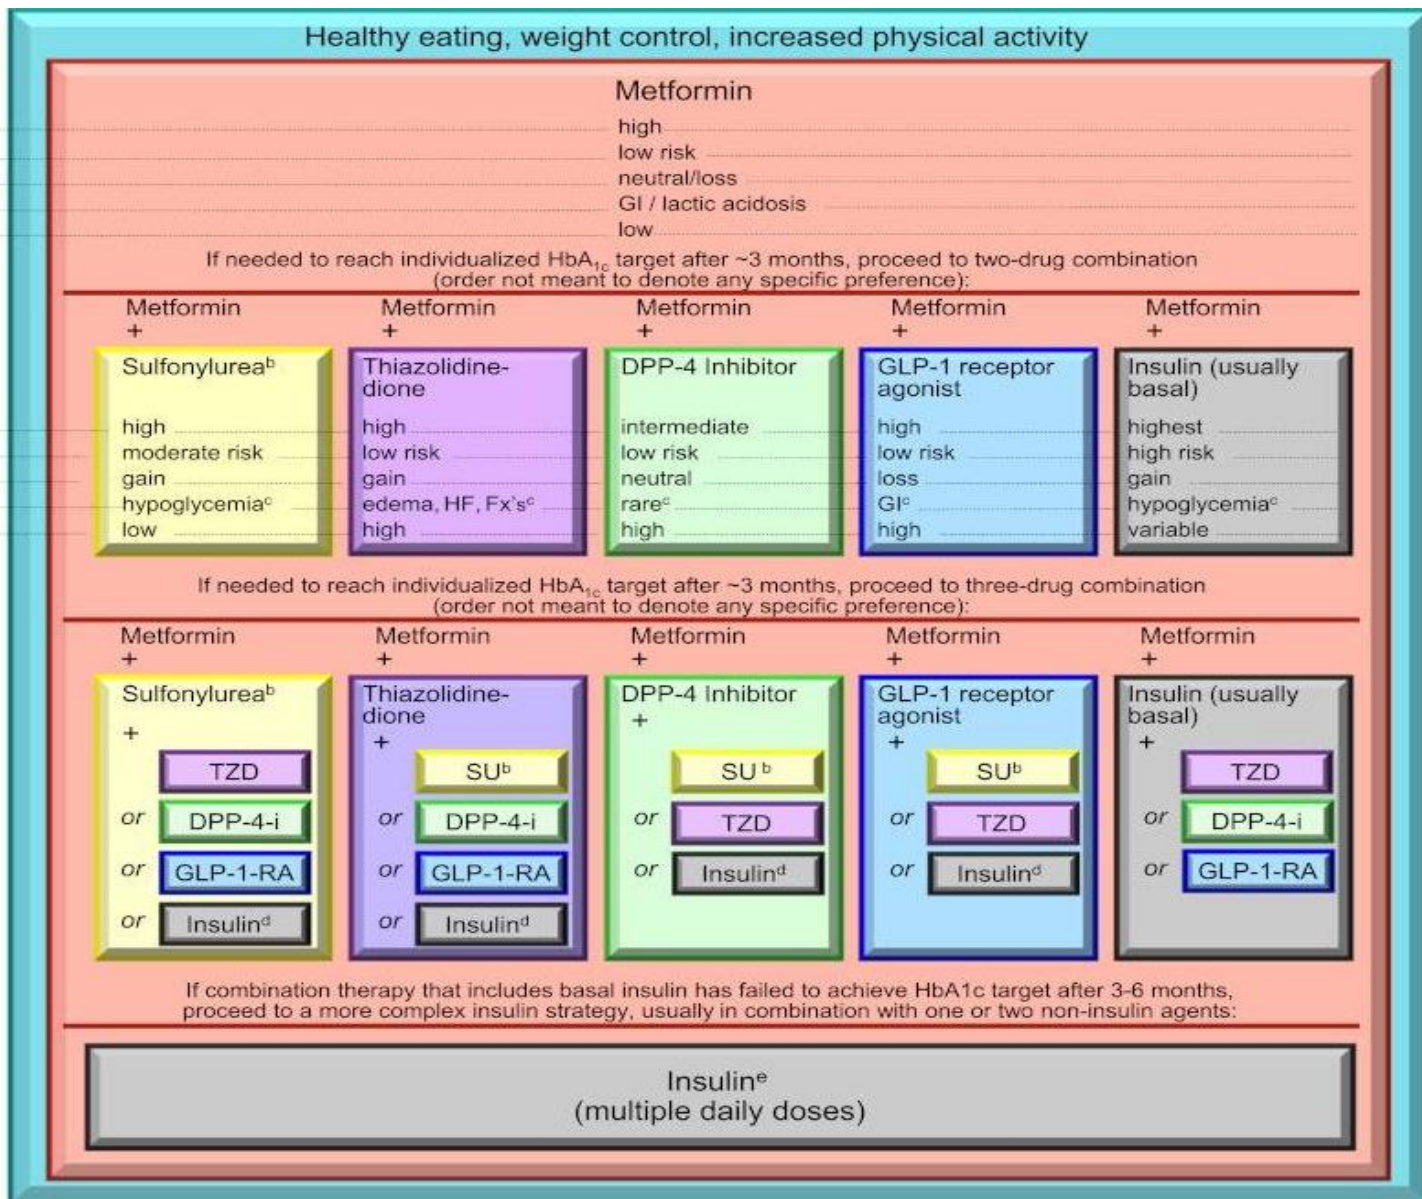 Healthy eating, weight control, increased physical activity
Metformin
high
low risk
neutral/loss
GI / lactic acidosis
low
If needed to reach individualized HbA1c target after ~3 months, proceed to two-drug combination
(order not meant to denote any specific preference):
Metformin
+
Sulfonylureaᵇ
high
moderate risk
gain
hypoglycemiaᶜ
low
Metformin
+
Thiazolidine-
dione
high
low risk
gain
edema, HF, Fx'sᶜ
high
Metformin
+
DPP-4 Inhibitor
intermediate
low risk
neutral
rareᶜ
high
Metformin
+
GLP-1 receptor
agonist
high
low risk
loss
GIᶜ
high
Metformin
+
Insulin (usually
basal)
highest
high risk
gain
hypoglycemiaᶜ
variable
If needed to reach individualized HbA1c target after ~3 months, proceed to three-drug combination
(order not meant to denote any specific preference):
Metformin
+
Sulfonylureaᵇ
+
TZD
or DPP-4-i
or GLP-1-RA
or Insulinᵈ
Metformin
+
Thiazolidine-
dione
+
SUᵇ
or DPP-4-i
or GLP-1-RA
or Insulinᵈ
Metformin
+
DPP-4 Inhibitor
+
SU ᵇ
or TZD
or Insulinᵈ
Metformin
+
GLP-1 receptor
agonist
+
SUᵇ
or TZD
or Insulinᵈ
Metformin
+
Insulin (usually
basal)
+
TZD
or DPP-4-i
or GLP-1-RA
If combination therapy that includes basal insulin has failed to achieve HbA1c target after 3-6 months,
proceed to a more complex insulin strategy, usually in combination with one or two non-insulin agents:
Insulinᵉ
(multiple daily doses)